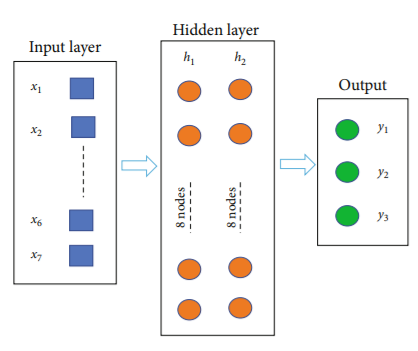 Hidden layer
Input layer
Output
h1
h2
x1
x2
x6
x7
8 nodes
8 nodes
y1
y2
y3